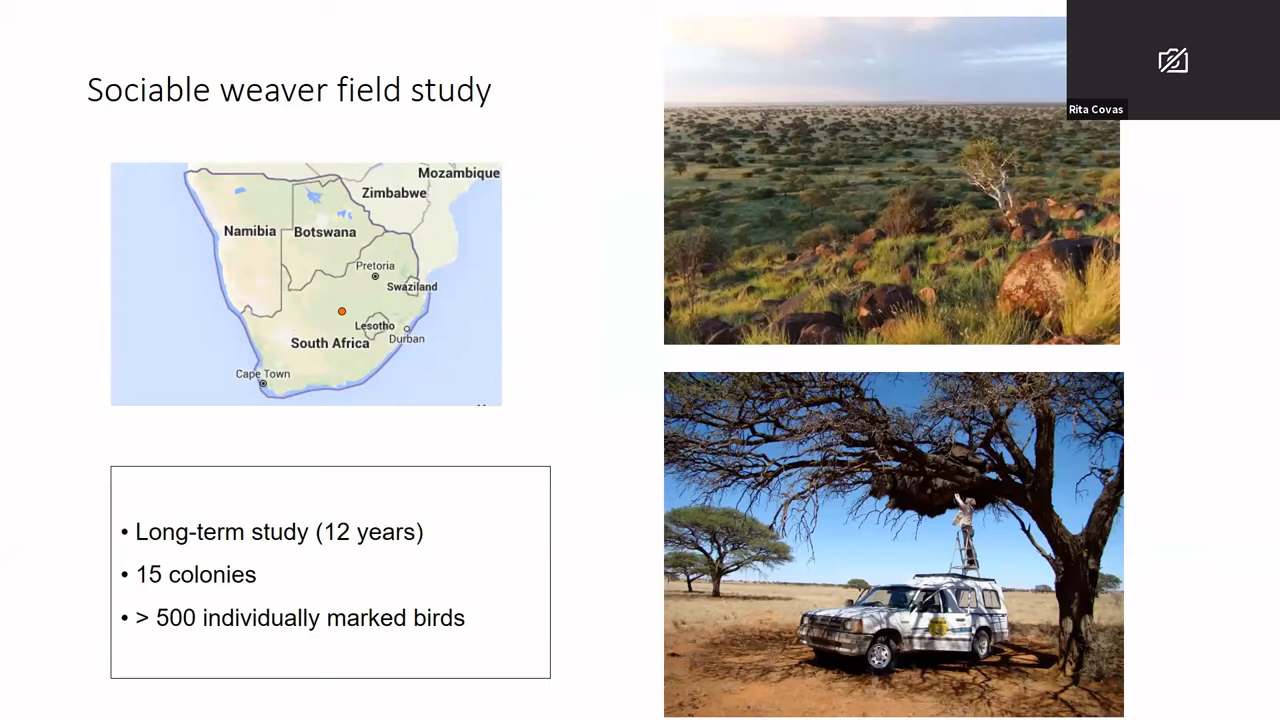 Sociable weaver field study
Rita Covas
Mozambique
Zimbabwe
Namibia
Botswana
Pretoria
Swaziland
Lesotho
Durban
South Africa
Cape Town
• Long-term study (12 years)
• 15 colonies
• > 500 individually marked birds